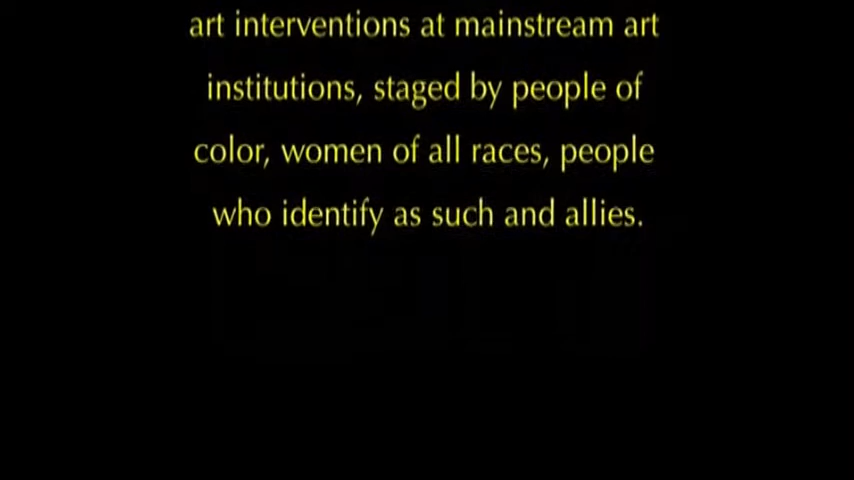 art interventions at mainstream art
institutions, staged by people of
color, women of all races, people
who identify as such and allies.